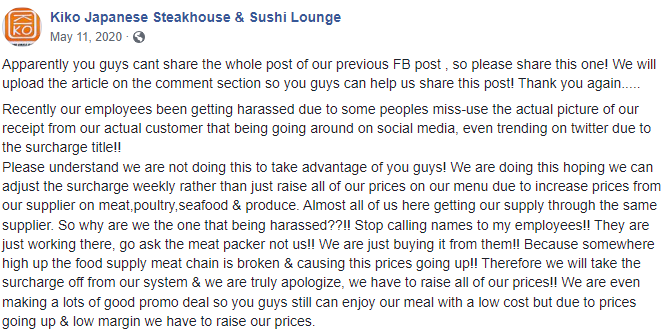 KO
Kiko Japanese Steakhouse & Sushi Lounge
May 11, 2020 ·
Apparently you guys cant share the whole post of our previous FB post , so please share this one! We will
upload the article on the comment section so you guys can help us share this post! Thank you again.....
Recently our employees been getting harassed due to some peoples miss-use the actual picture of our
receipt from our actual customer that being going around on social media, even trending on twitter due to
the surcharge title!!
Please understand we are not doing this to take advantage of you guys! We are doing this hoping we can
adjust the surcharge weekly rather than just raise all of our prices on our menu due to increase prices from
our supplier on meat,poultry,seafood & produce. Almost all of us here getting our supply through the same
supplier. So why are we the one that being harassed??!! Stop calling names to my employees!! They are
just working there, go ask the meat packer not us!! We are just buying it from them!! Because somewhere
high up the food supply meat chain is broken & causing this prices going up!! Therefore we will take the
surcharge off from our system & we are truly apologize, we have to raise all of our prices!! We are even
making a lots of good promo deal so you guys still can enjoy our meal with a low cost but due to prices
going up & low margin we have to raise our prices.